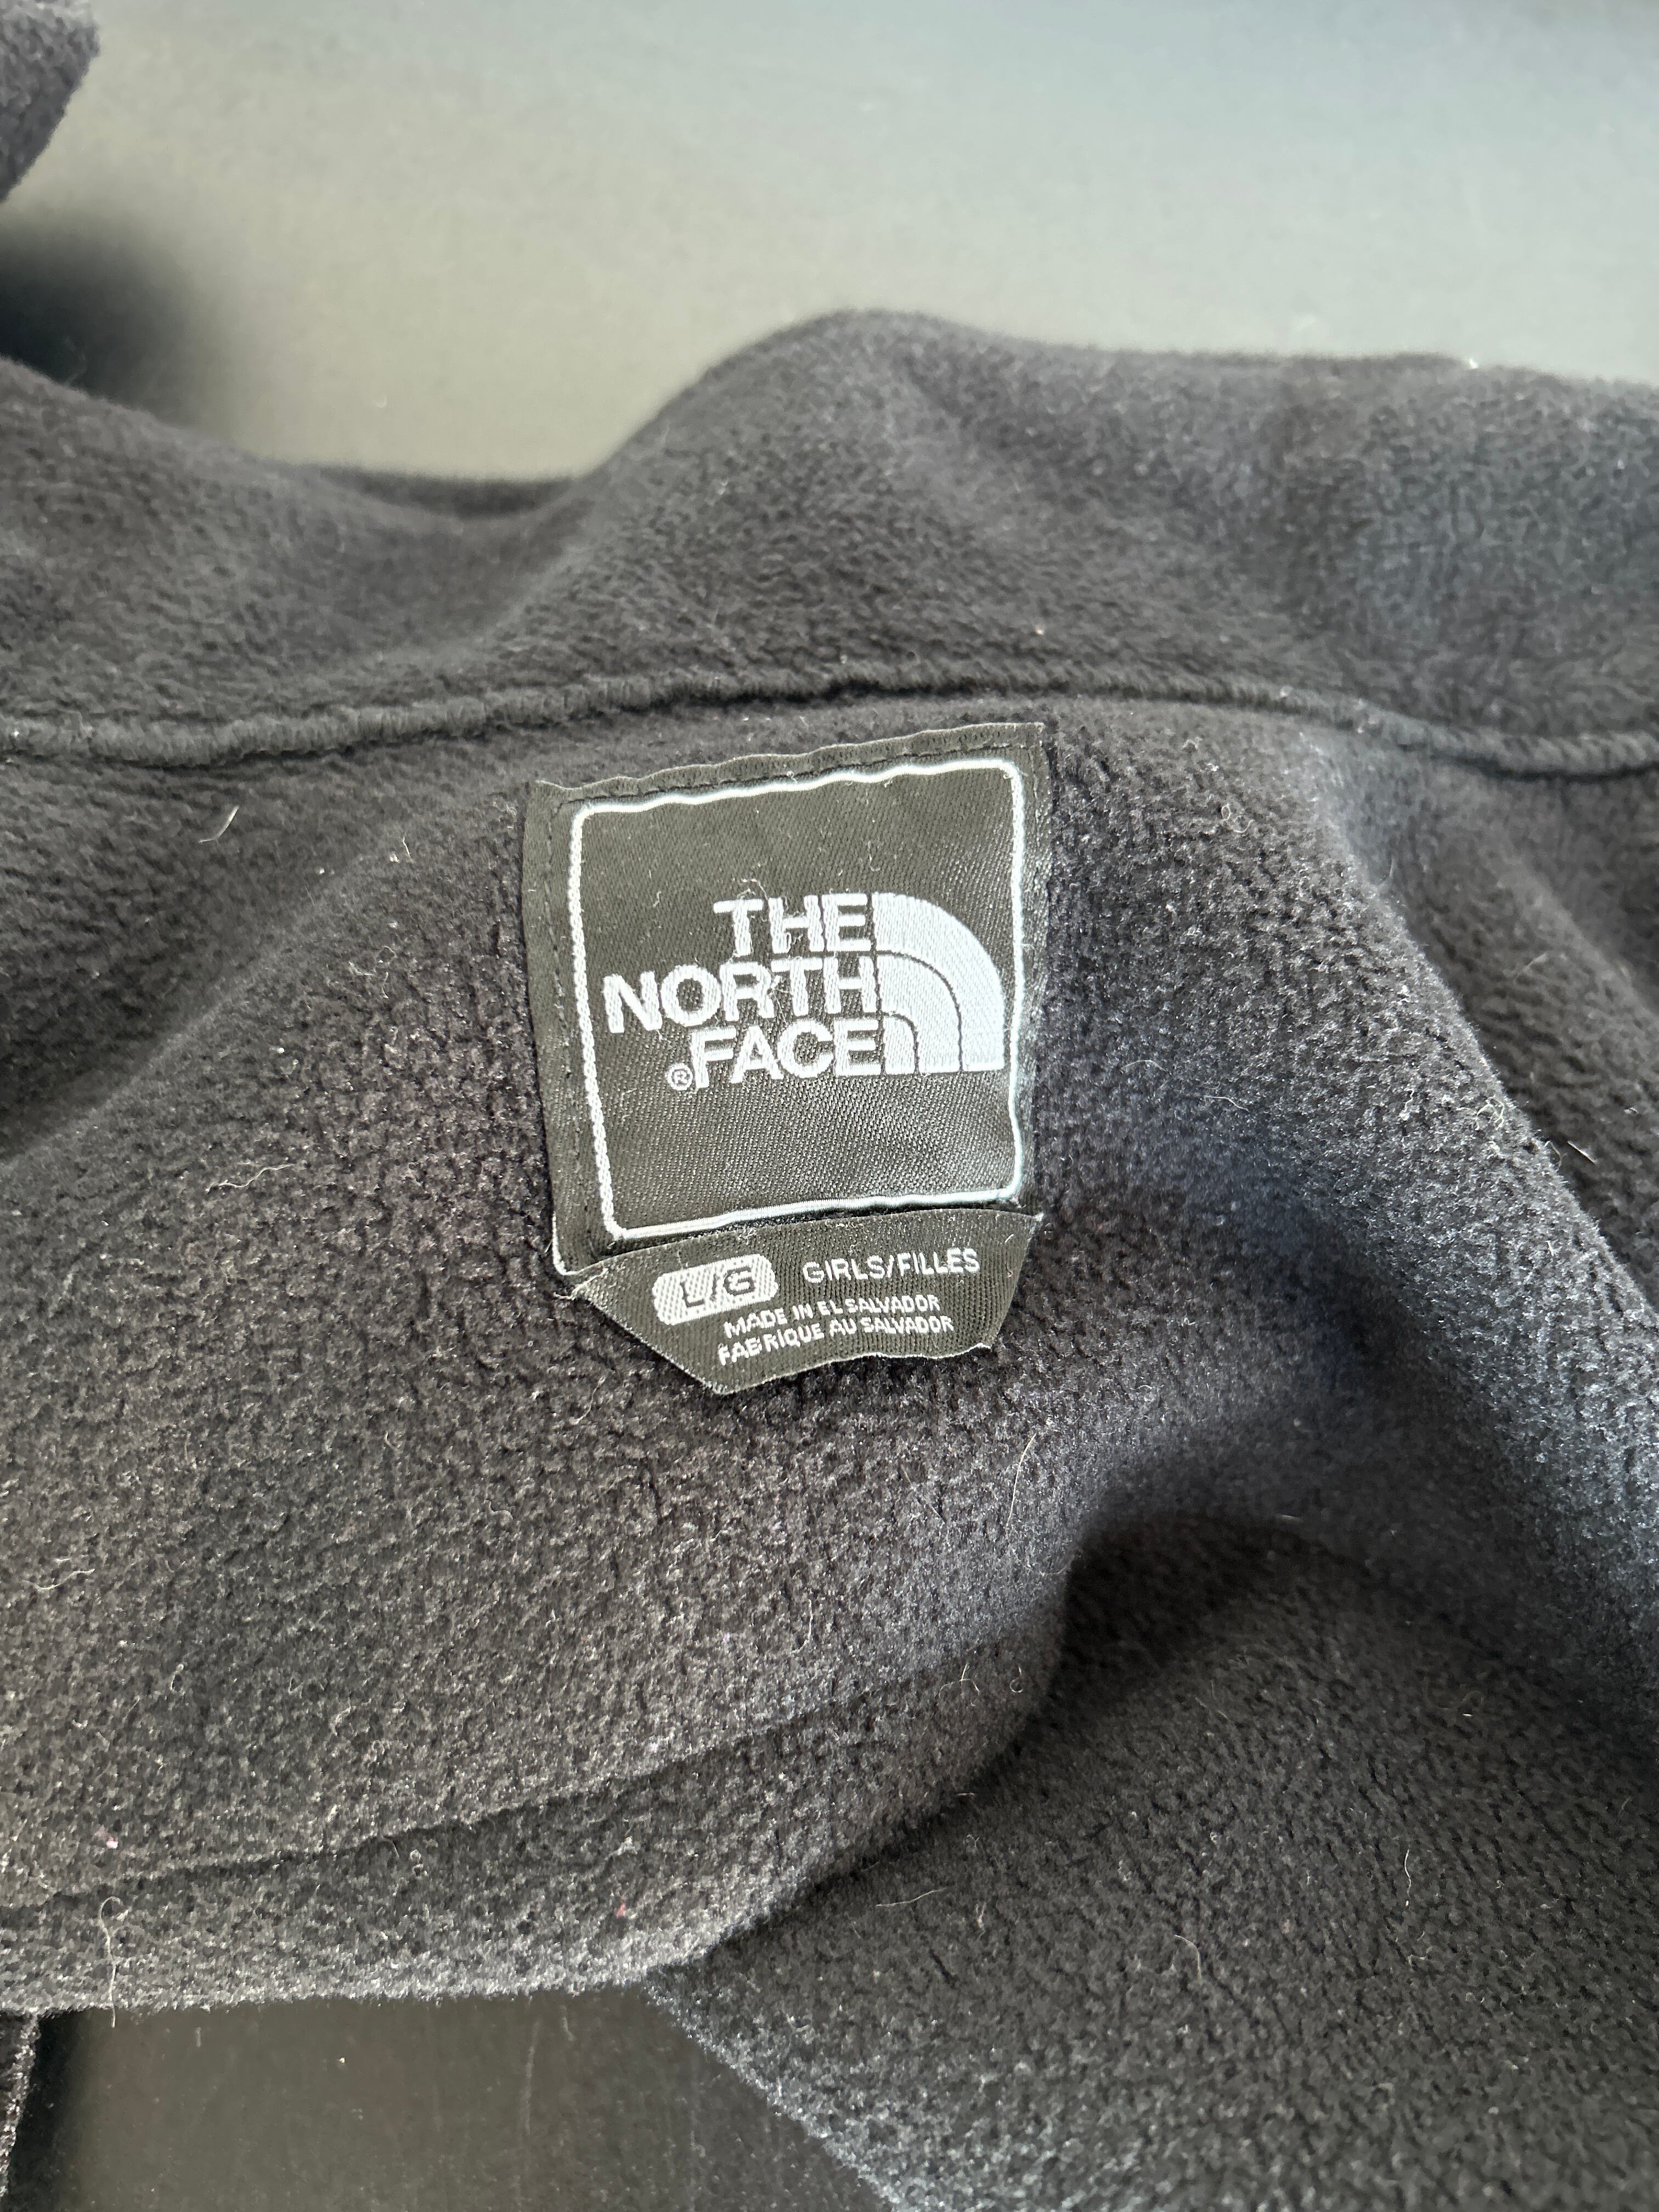 THE
NORTH
®FACE
L/G GIRLS/FILLES
MADE IN EL SALVADOR
FABRIQUE AU SALVADOR